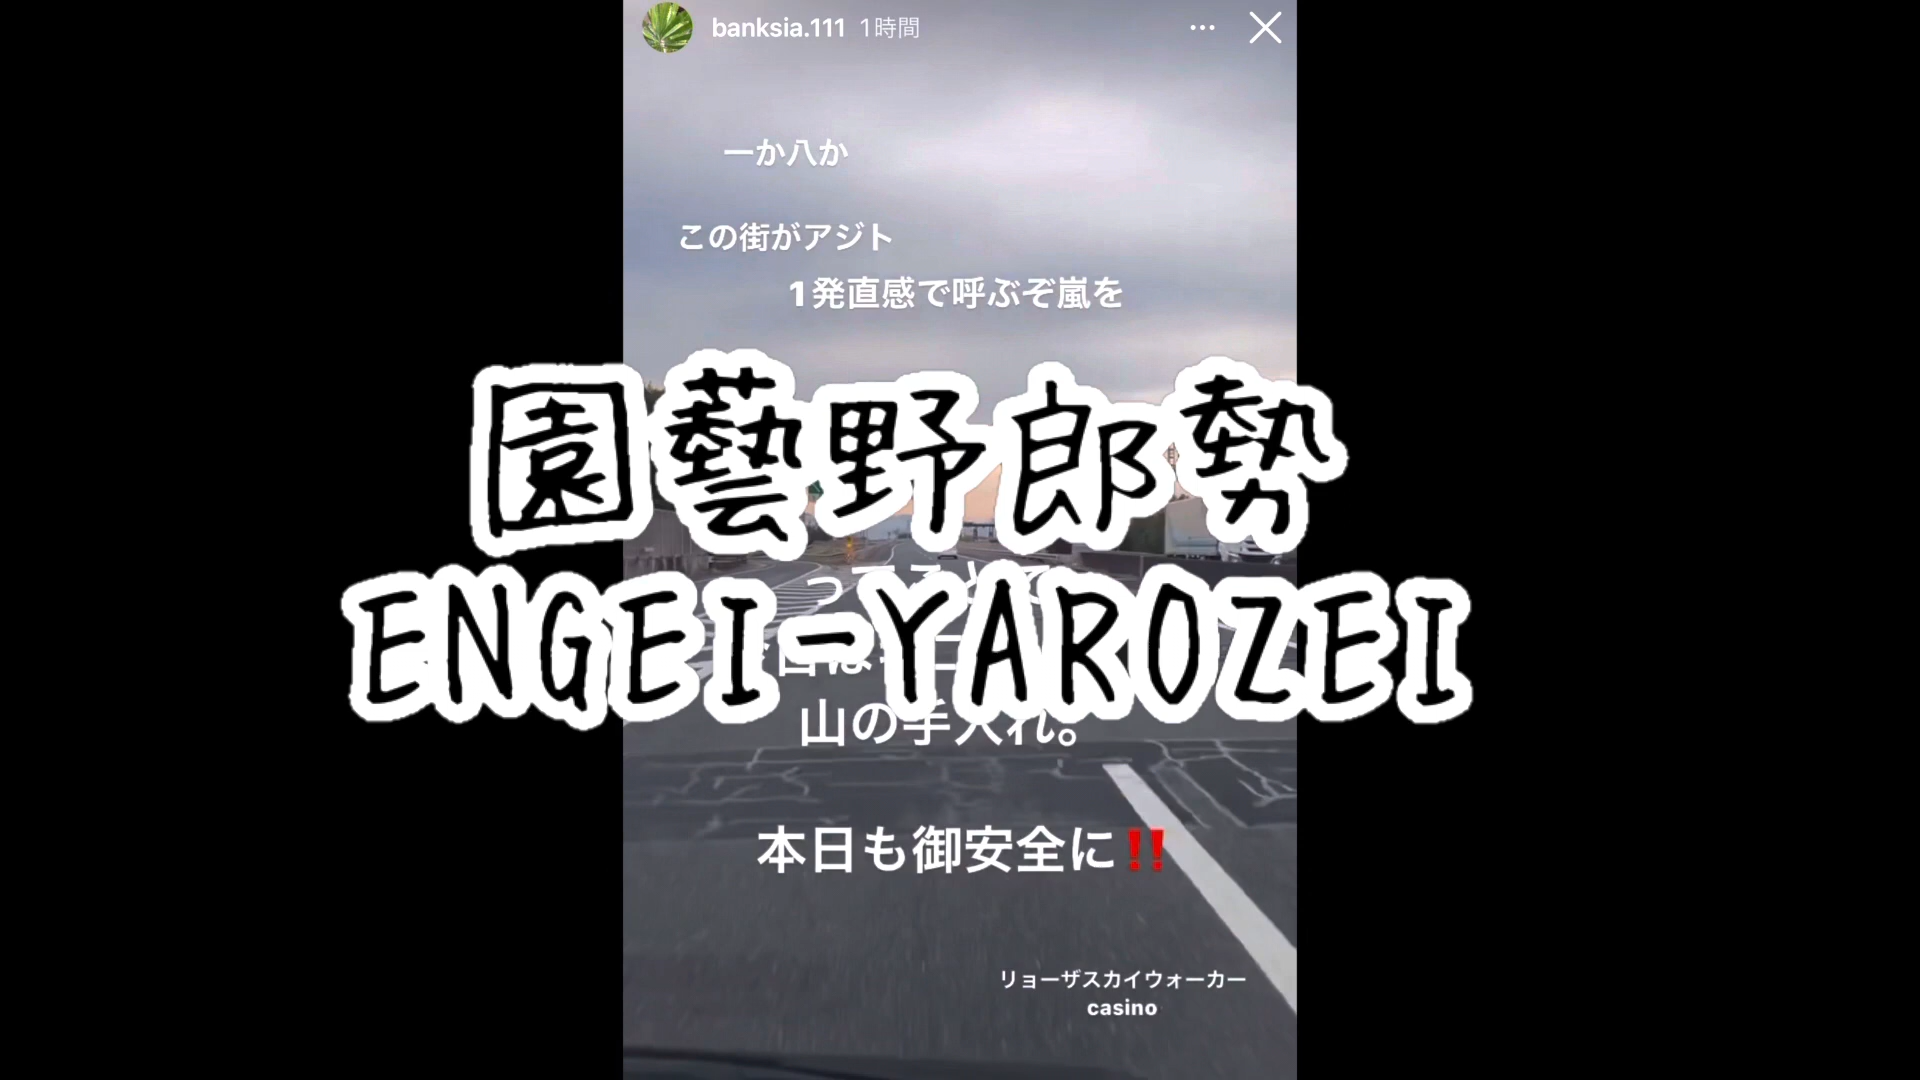 banksia.111 1時間
一か八か
この街がアジト
1発直感で呼ぶぞ嵐を
園藝野郎勢
ENGEI-YAROZEI
山の手入れ。
本日も御安全に‼️
リョーザスカイウォーカー
casino